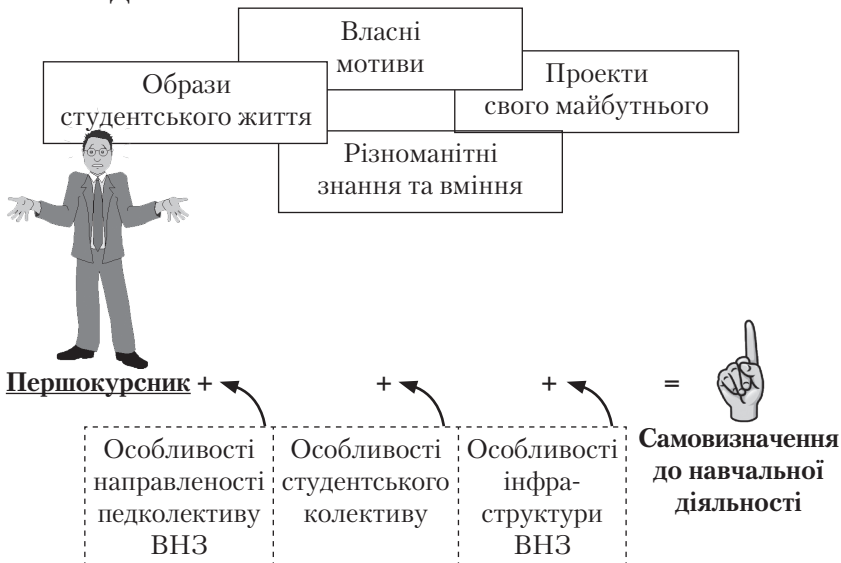 Власні
мотиви
Образи
студентського життя
Проекти
свого майбутнього
Різноманітні
знання та вміння
Першокурсник + + + =
Особливості
направленості
педколективу
ВНЗ
Особливості
студентського
колективу
Особливості
інфра-
структури
ВНЗ
Самовизначення
до навчальної
діяльності